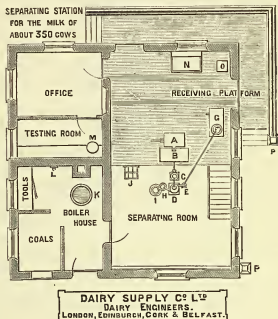 SEPARATING STATION
FOR THE MILK OF
ABOUT 350 COWS
OFFICE
N
O
RECEIVING PLATFORM
G
TESTING ROOM
M
A
B
P
L
J
C
TOOLS
K
I
H
D
E
BOILER
HOUSE
SEPARATING ROOM
COALS
P
DAIRY SUPPLY Co LTD
DAIRY ENGINEERS.
LONDON, EDINBURGH, CORK & BELFAST.